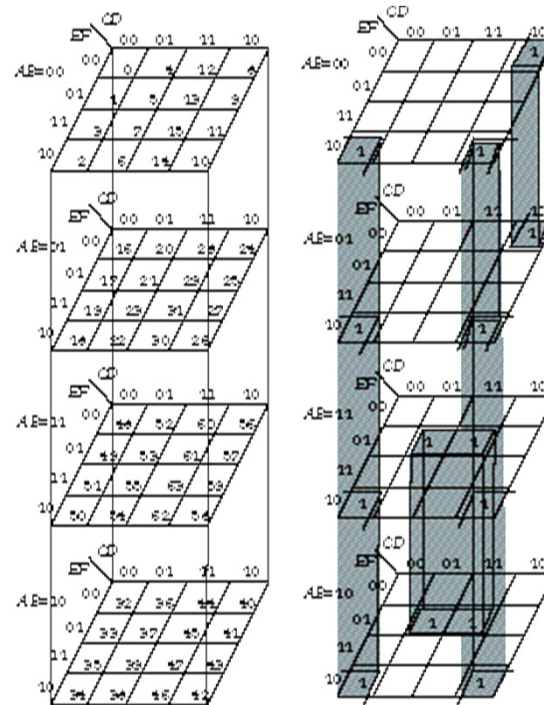 CD
EF 00 01 11 10
AB=00 00 0 4 12 8
01 1 5 13 9
11 3 7 15 11
10 2 6 14 10
CD
EF 00 01 11 10
AB=01 00 16 20 28 24
01 17 21 29 25
11 19 23 31 27
10 18 22 30 26
CD
EF 00 01 11 10
AB=11 00 48 52 60 56
01 49 53 61 57
11 51 55 63 59
10 50 54 62
CD
EF 00 01 11 10
AB=10 00 32 36 44 40
01 33 37 45 41
11 35 39 47 43
10 34 38 46 42
CD
EF 00 01 11 10
AB=00 00 1
01
11
10 1 1
CD
EF 00 01 11 10
AB=01 00 1
01
11
10 1 1
CD
EF 00 01 11 10
AB=11 00
01 1 1
11
10 1 1
CD
EF 00 01 11 10
AB=10 00
01 1 1
11
10 1 1